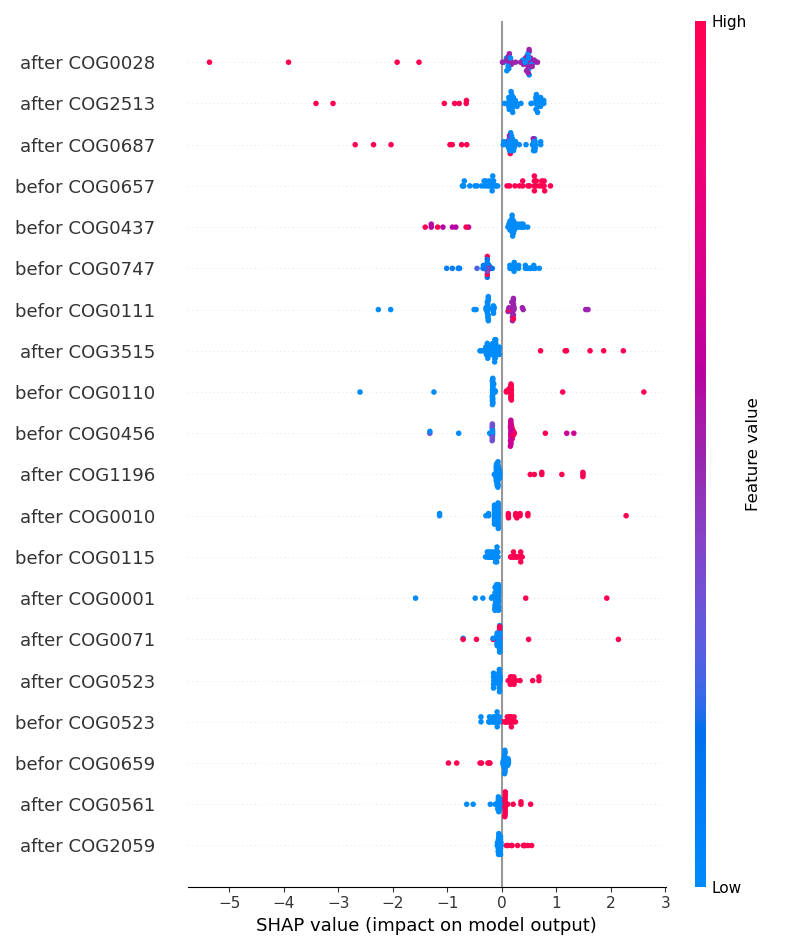 High
after COG0028
after COG2513
after COG0687
befor COG0657
befor COG0437
befor COG0747
befor COG0111
after COG3515
befor COG0110
befor COG0456
after COG1196
after COG0010
befor COG0115
after COG0001
after COG0071
after COG0523
befor COG0523
befor COG0659
after COG0561
after COG2059
Feature value
Low
−5 −4 −3 −2 −1 0 1 2 3
SHAP value (impact on model output)